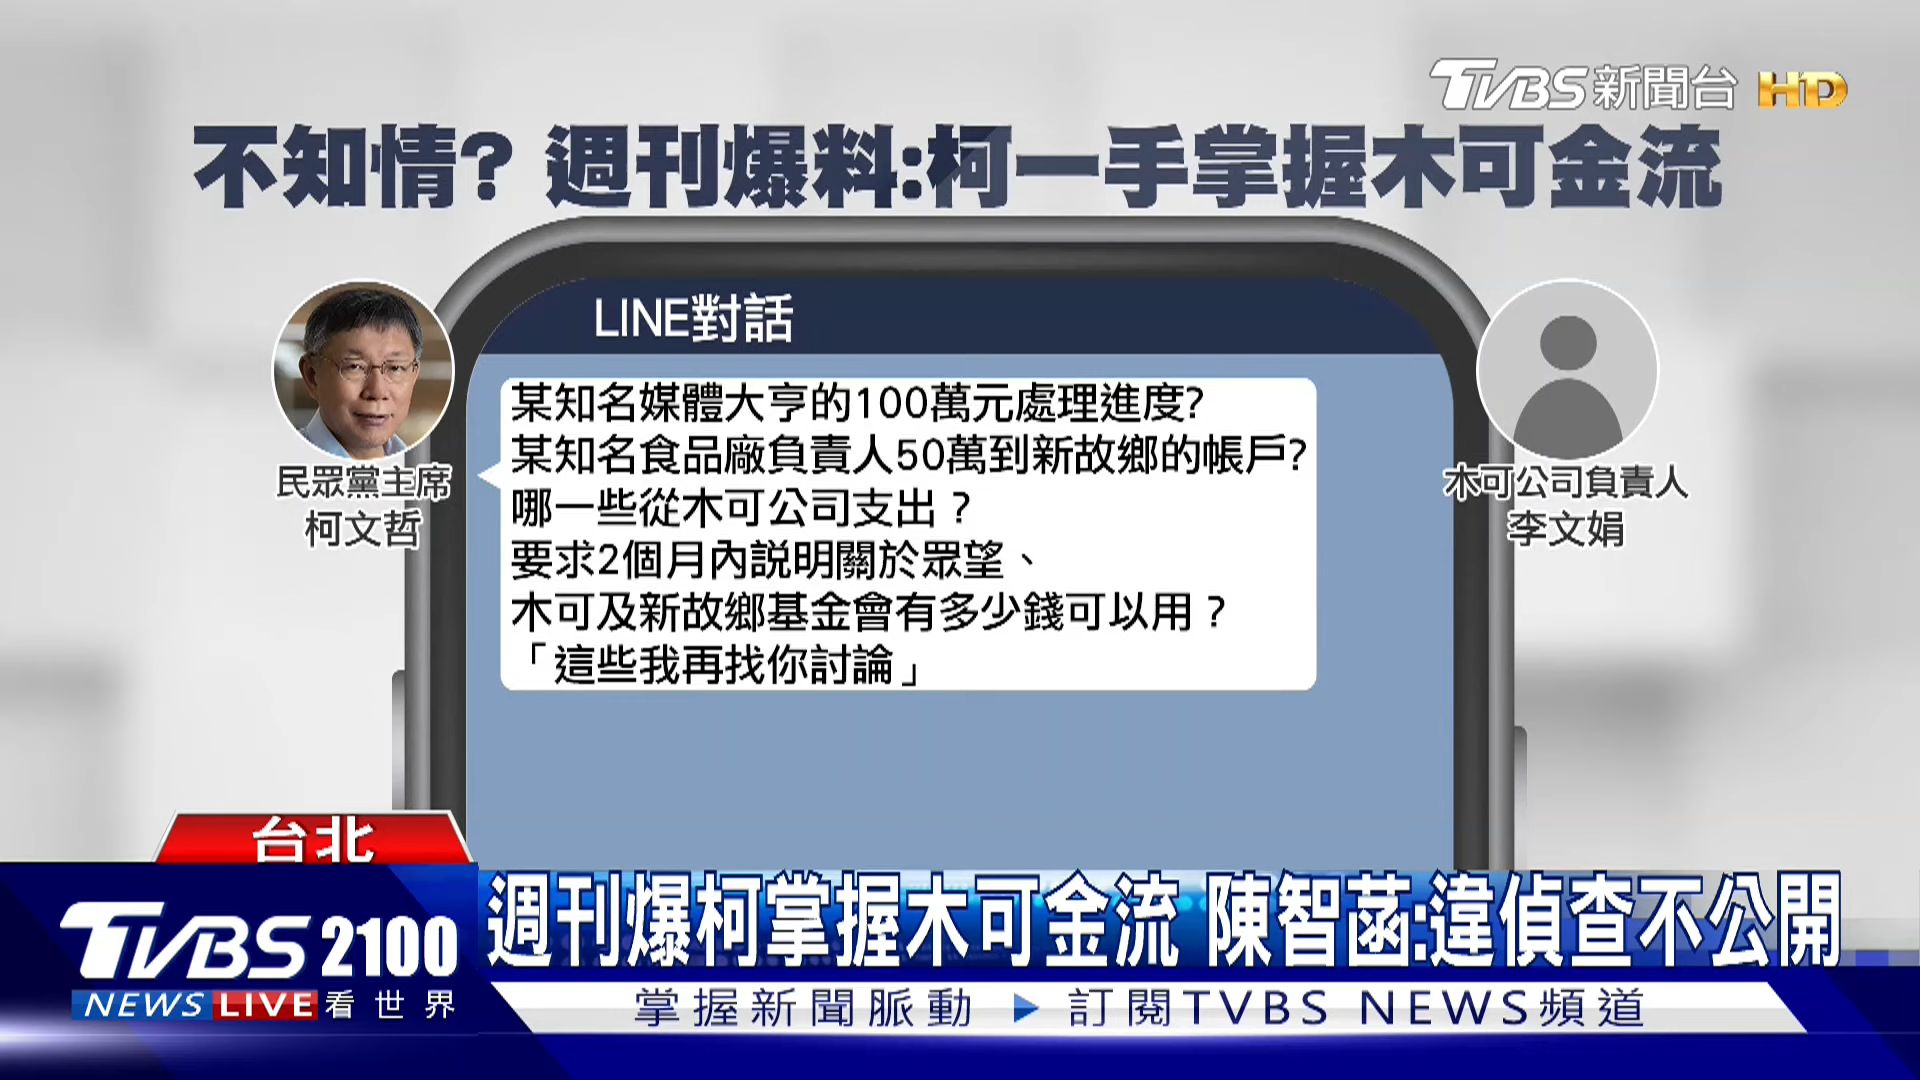 TVBS新聞台 HD
不知情? 週刊爆料:柯一手掌握木可金流
LINE對話
某知名媒體大亨的100萬元處理進度?
某知名食品廠負責人50萬到新故鄉的帳戶?
哪一些從木可公司支出？
要求2個月內說明關於眾望、
木可及新故鄉基金會有多少錢可以用？
「這些我再找你討論」
民眾黨主席
柯文哲
木可公司負責人
李文娟
台北
週刊爆柯掌握木可金流 陳智菡:違偵查不公開
TVBS 2100
NEWS LIVE 看世界
掌握新聞脈動 ▶ 訂閱TVBS NEWS頻道